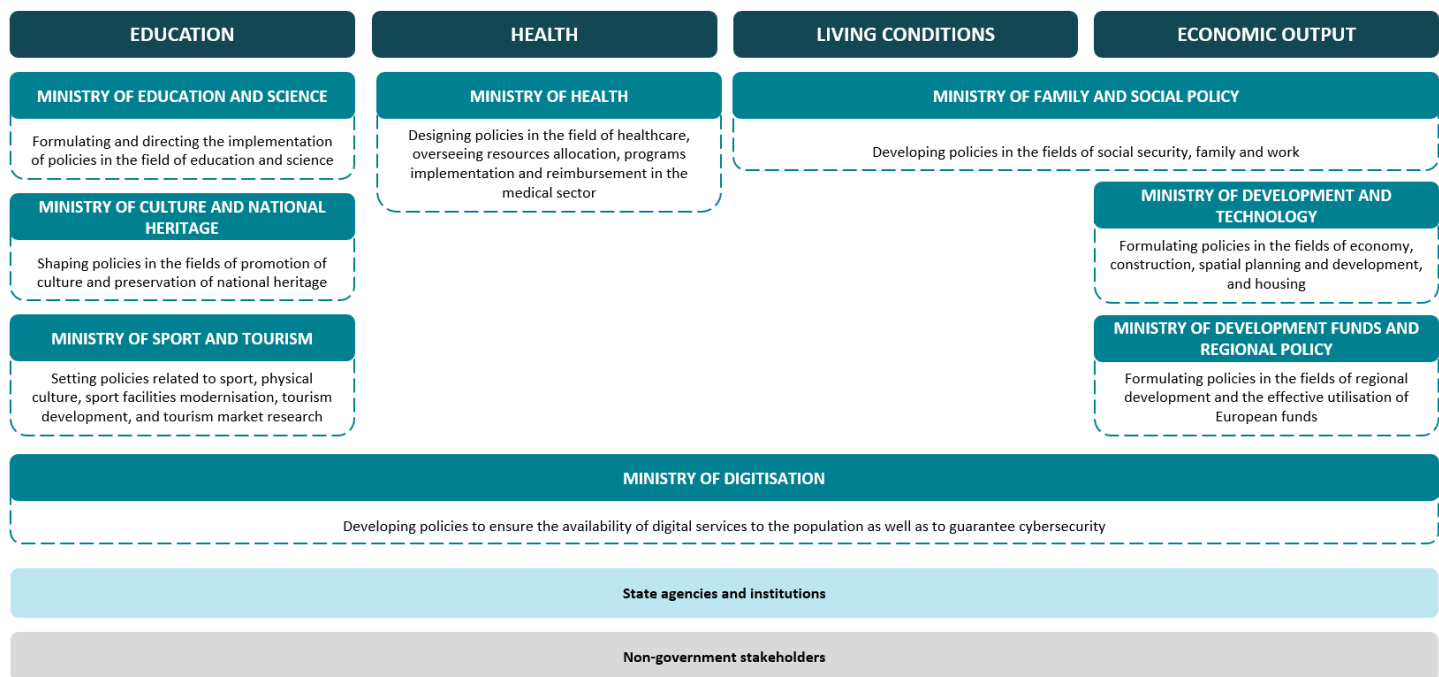 EDUCATION
HEALTH
LIVING CONDITIONS
ECONOMIC OUTPUT
MINISTRY OF EDUCATION AND SCIENCE
Formulating and directing the implementation
of policies in the field of education and science
MINISTRY OF CULTURE AND NATIONAL
HERITAGE
Shaping policies in the fields of promotion of
culture and preservation of national heritage
MINISTRY OF SPORT AND TOURISM
Setting policies related to sport, physical
culture, sport facilities modernisation, tourism
development, and tourism market research
MINISTRY OF HEALTH
Designing policies in the field of healthcare,
overseeing resources allocation, programs
implementation and reimbursement in the
medical sector
MINISTRY OF FAMILY AND SOCIAL POLICY
Developing policies in the fields of social security, family and work
MINISTRY OF DEVELOPMENT AND
TECHNOLOGY
Formulating policies in the fields of economy,
construction, spatial planning and development,
and housing
MINISTRY OF DEVELOPMENT FUNDS AND
REGIONAL POLICY
Formulating policies in the fields of regional
development and the effective utilisation of
European funds
MINISTRY OF DIGITISATION
Developing policies to ensure the availability of digital services to the population as well as to guarantee cybersecurity
State agencies and institutions
Non-government stakeholders